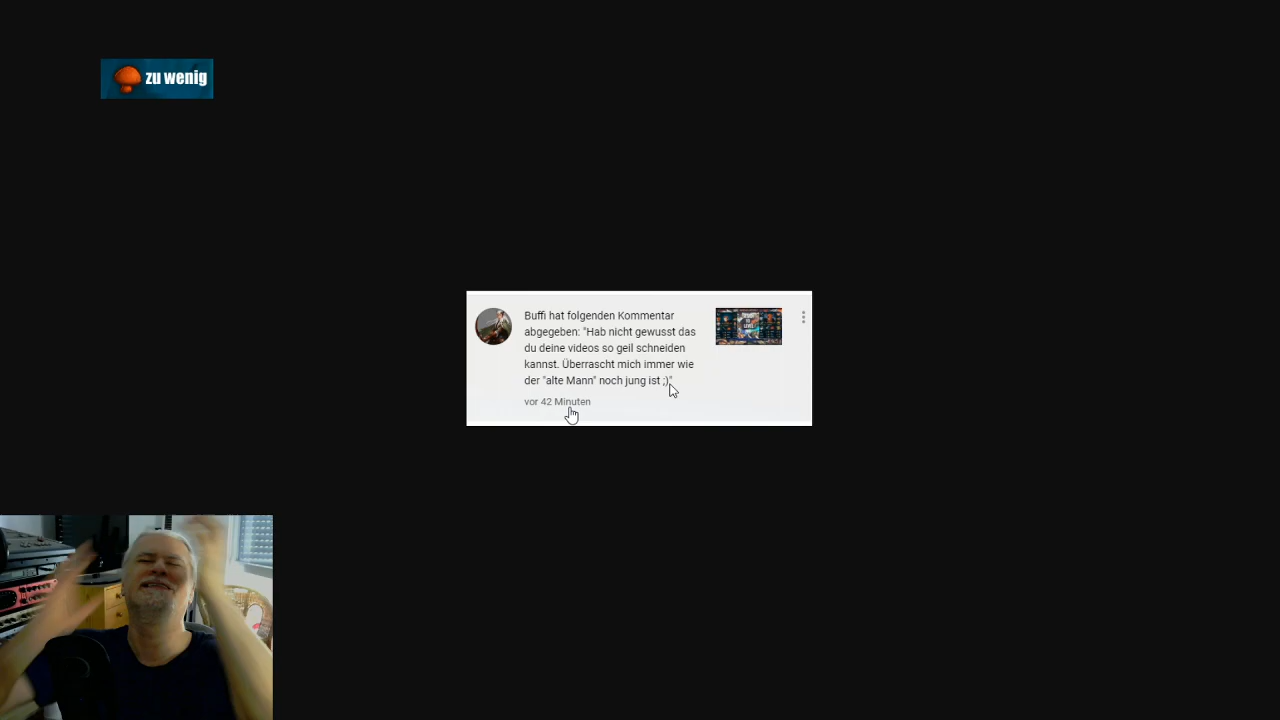 zu wenig
Buffi hat folgenden Kommentar
abgegeben: "Hab nicht gewusst das
du deine videos so geil schneiden
kannst. Überrascht mich immer wie
der "alte Mann" noch jung ist ;)"
vor 42 Minuten